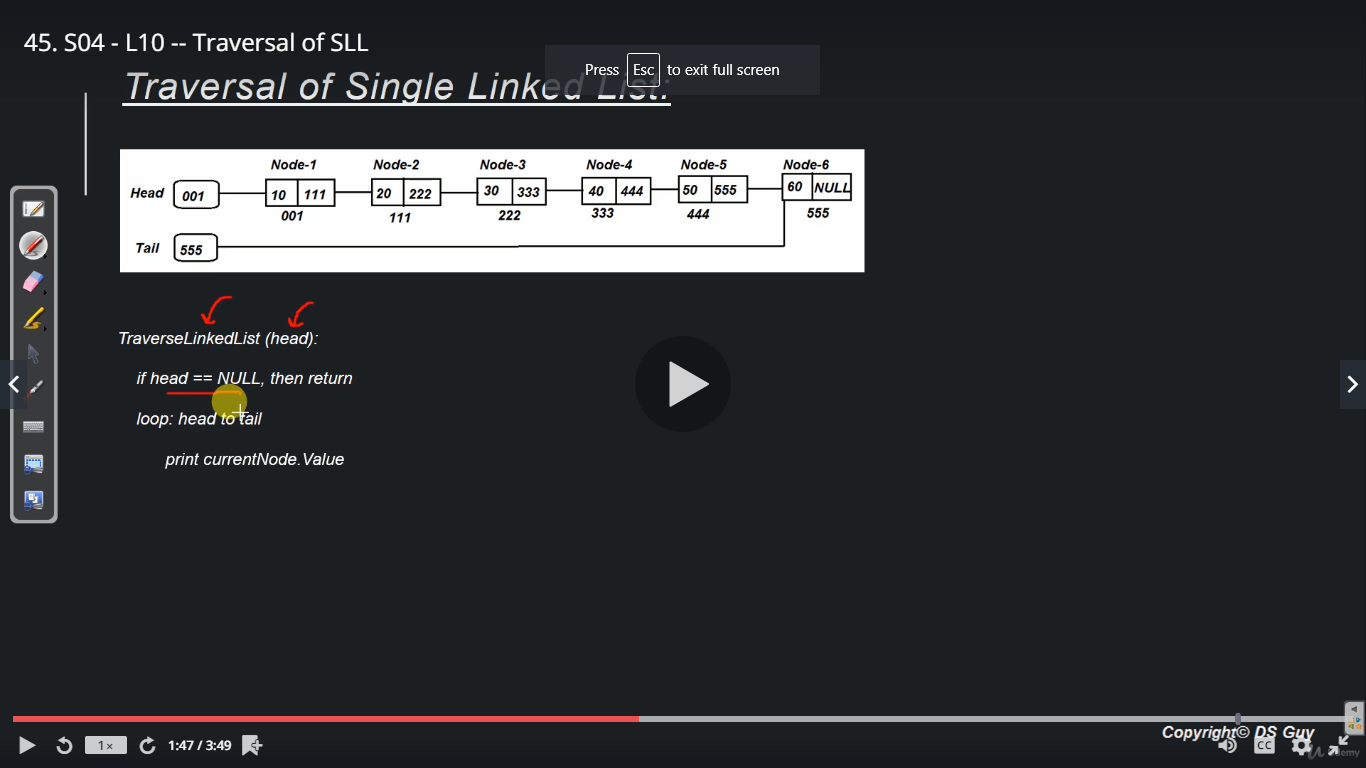 45. S04 - L10 -- Traversal of SLL
Press Esc to exit full screen
Traversal of Single Linked List:
Node-1 Node-2 Node-3 Node-4 Node-5 Node-6
Head 001 10 111 20 222 30 333 40 444 50 555 60 NULL
001 111 222 333 444 555
Tail 555
TraverseLinkedList (head):
if head == NULL, then return
loop: head to tail
print currentNode.Value
Copyright© DS Guy
1x 1:47 / 3:49 CC